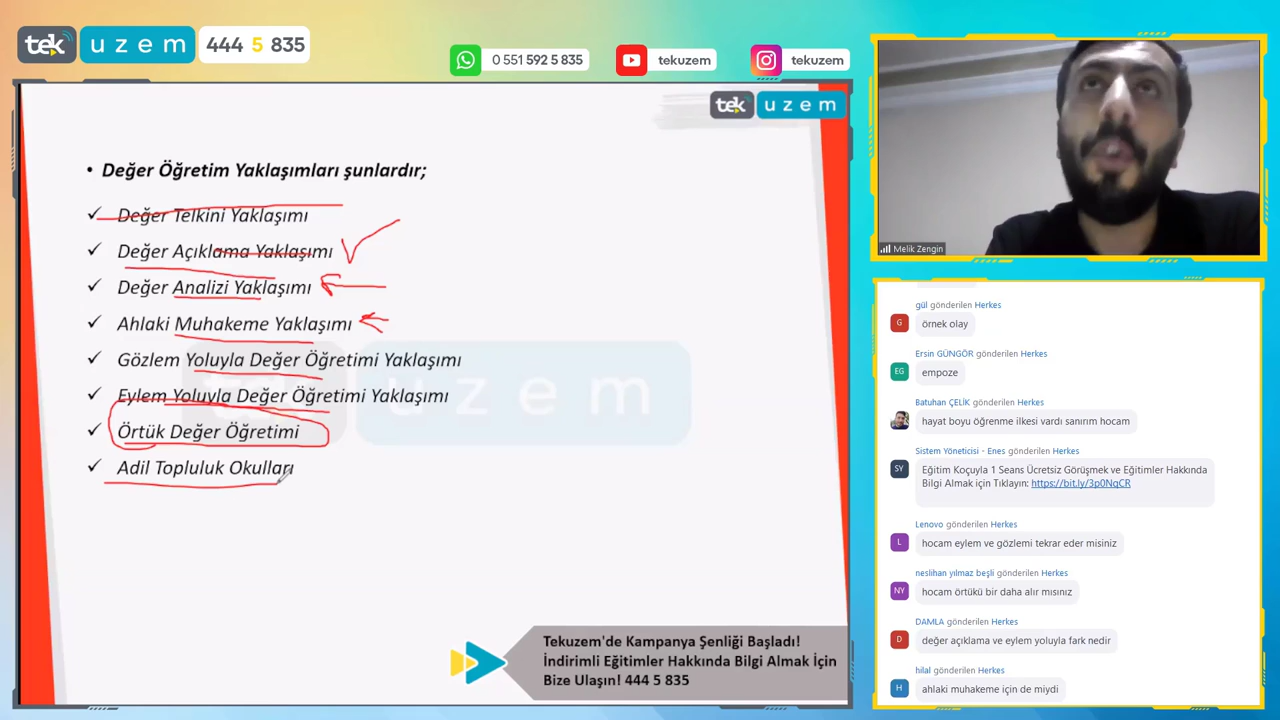 tek uzem 444 5 835
0 551 592 5 835
tekuzem
tekuzem
tek uzem
• Değer Öğretim Yaklaşımları şunlardır;
✓ Değer Telkini Yaklaşımı
✓ Değer Açıklama Yaklaşımı
✓ Değer Analizi Yaklaşımı
✓ Ahlaki Muhakeme Yaklaşımı
✓ Gözlem Yoluyla Değer Öğretimi Yaklaşımı
✓ Eylem Yoluyla Değer Öğretimi Yaklaşımı
✓ Örtük Değer Öğretimi
✓ Adil Topluluk Okulları
tek uzem
Tekuzem'de Kampanya Şenliği Başladı!
İndirimli Eğitimler Hakkında Bilgi Almak İçin
Bize Ulaşın! 444 5 835
Melik Zengin
gül gönderilen Herkes
G örnek olay
Ersin GÜNGÖR gönderilen Herkes
EG empoze
Batuhan ÇELİK gönderilen Herkes
hayat boyu öğrenme ilkesi vardı sanırım hocam
Sistem Yöneticisi - Enes gönderilen Herkes
SY Eğitim Koçuyla 1 Seans Ücretsiz Görüşmek ve Eğitimler Hakkında
Bilgi Almak için Tıklayın: https://bit.ly/3p0NqCR
Lenovo gönderilen Herkes
L hocam eylem ve gözlemi tekrar eder misiniz
neslihan yılmaz beşli gönderilen Herkes
NY hocam örtükü bir daha alır mısınız
DAMLA gönderilen Herkes
D değer açıklama ve eylem yoluyla fark nedir
hilal gönderilen Herkes
H ahlaki muhakeme için de miydi